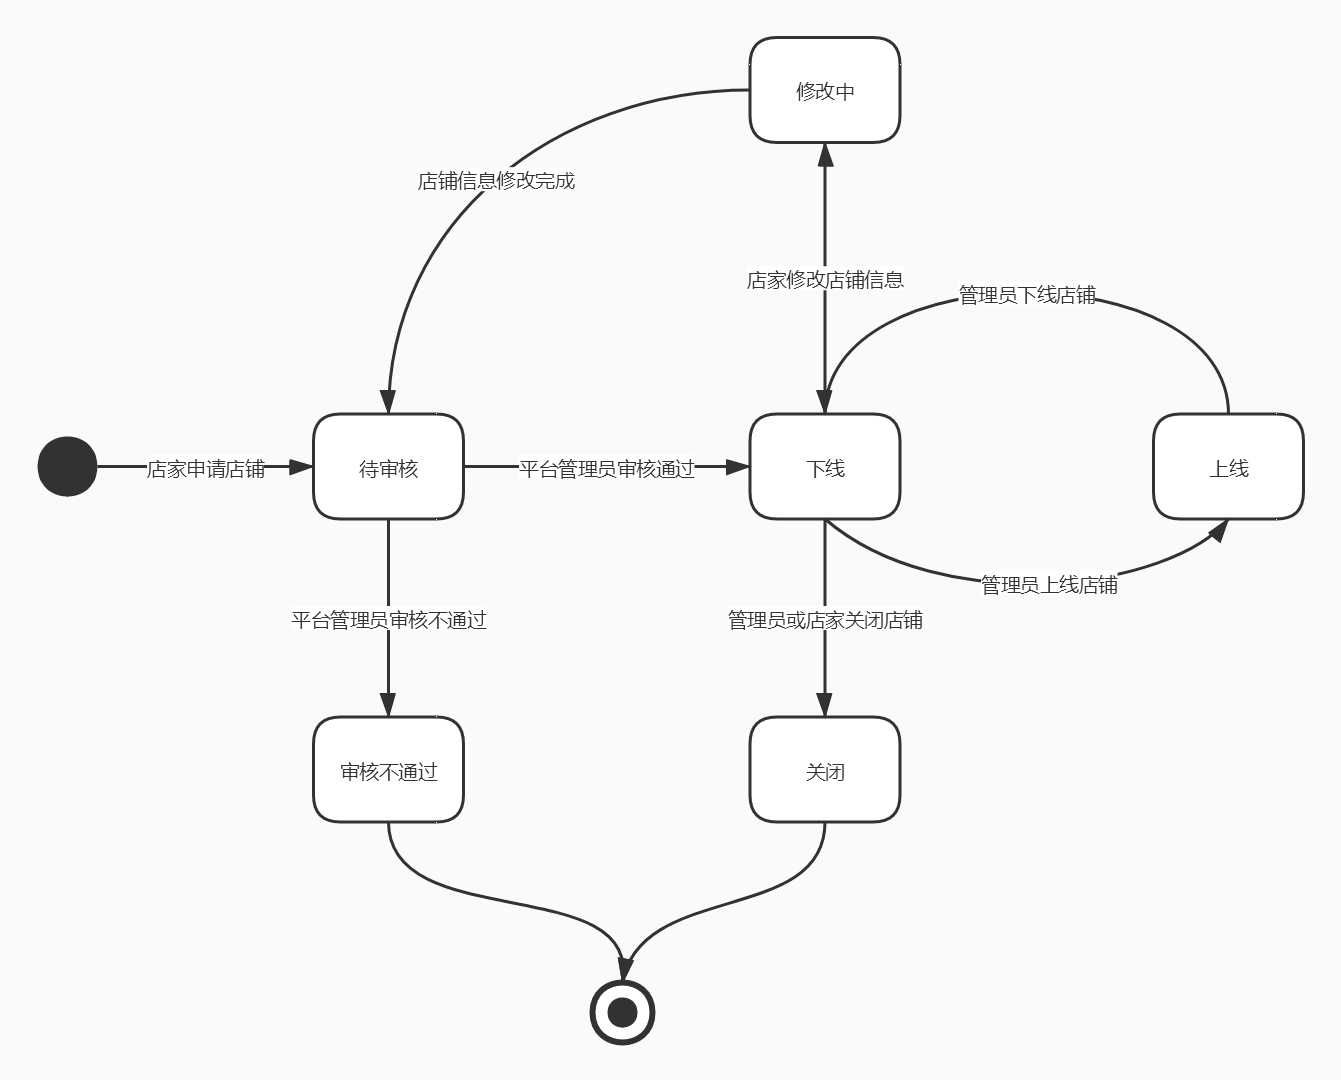 修改中
店铺信息修改完成
店家修改店铺信息
管理员下线店铺
店家申请店铺
待审核
平台管理员审核通过
下线
上线
管理员上线店铺
平台管理员审核不通过
管理员或店家关闭店铺
审核不通过
关闭